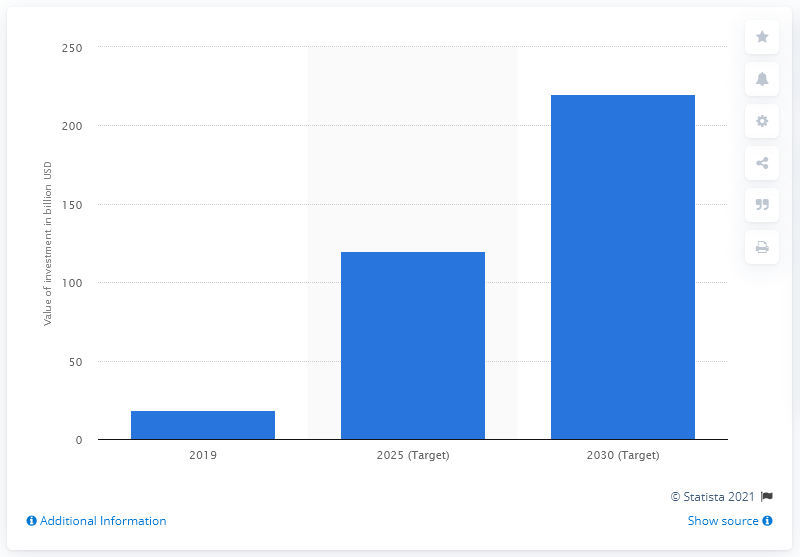 250
200
150
100
50
0
Value of investment in billion USD
2019
2025 (Target)
2030 (Target)
© Statista 2021
Additional Information
Show source